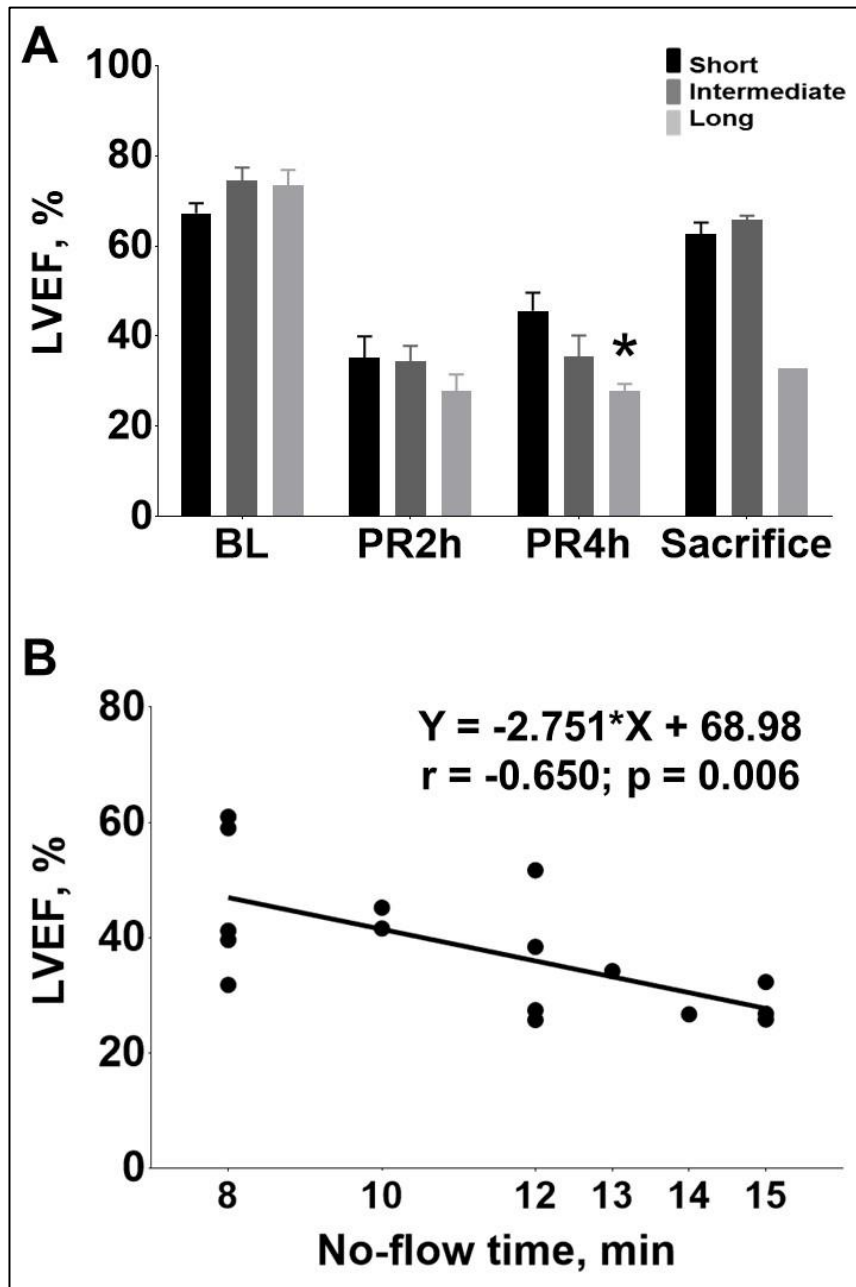 A
Short
Intermediate
Long
100
80
60
40
20
0
LVEF, %
*
BL PR2h PR4h Sacrifice
B
Y = -2.751*X + 68.98
r = -0.650; p = 0.006
80
60
40
20
0
LVEF, %
8 10 12 13 14 15
No-flow time, min